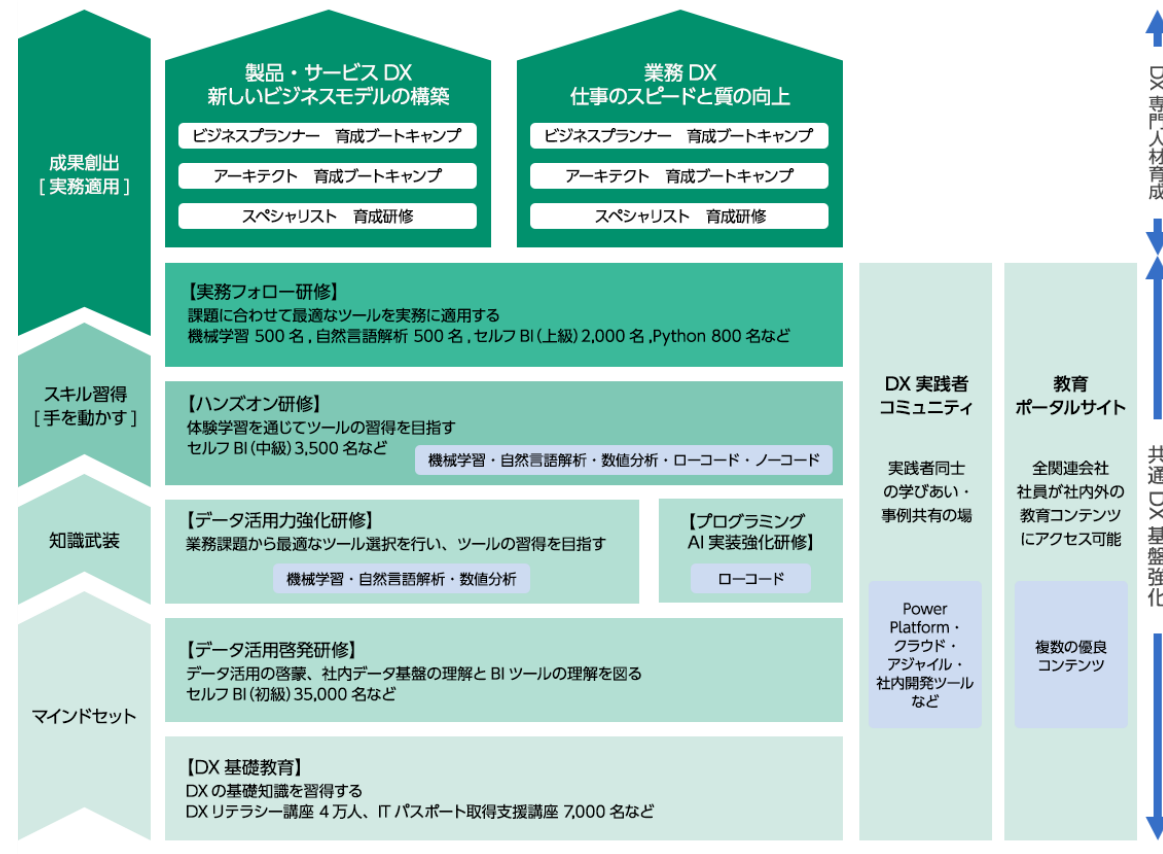 成果創出
[ 実務適用 ]
スキル習得
[ 手を動かす ]
知識武装
マインドセット
製品・サービス DX
新しいビジネスモデルの構築
ビジネスプランナー　育成ブートキャンプ
アーキテクト　育成ブートキャンプ
スペシャリスト　育成研修
業務 DX
仕事のスピードと質の向上
ビジネスプランナー　育成ブートキャンプ
アーキテクト　育成ブートキャンプ
スペシャリスト　育成研修
【実務フォロー研修】
課題に合わせて最適なツールを実務に適用する
機械学習 500 名 , 自然言語解析 500 名 , セルフ BI（上級）2,000 名 ,Python 800 名など
【ハンズオン研修】
体験学習を通じてツールの習得を目指す
セルフ BI（中級）3,500 名など
機械学習・自然言語解析・数値分析・ローコード・ノーコード
【データ活用力強化研修】
業務課題から最適なツール選択を行い、ツールの習得を目指す
機械学習・自然言語解析・数値分析
【プログラミング
AI 実装強化研修】
ローコード
【データ活用啓発研修】
データ活用の啓蒙、社内データ基盤の理解と BI ツールの理解を図る
セルフ BI（初級）35,000 名など
【DX 基礎教育】
DX の基礎知識を習得する
DX リテラシー講座 4 万人、IT パスポート取得支援講座 7,000 名など
DX 実践者
コミュニティ
実践者同士
の学びあい・
事例共有の場
Power
Platform・
クラウド・
アジャイル・
社内開発ツール
など
教育
ポータルサイト
全関連会社
社員が社内外の
教育コンテンツ
にアクセス可能
複数の優良
コンテンツ
DX 専門人材育成
共通 DX 基盤強化